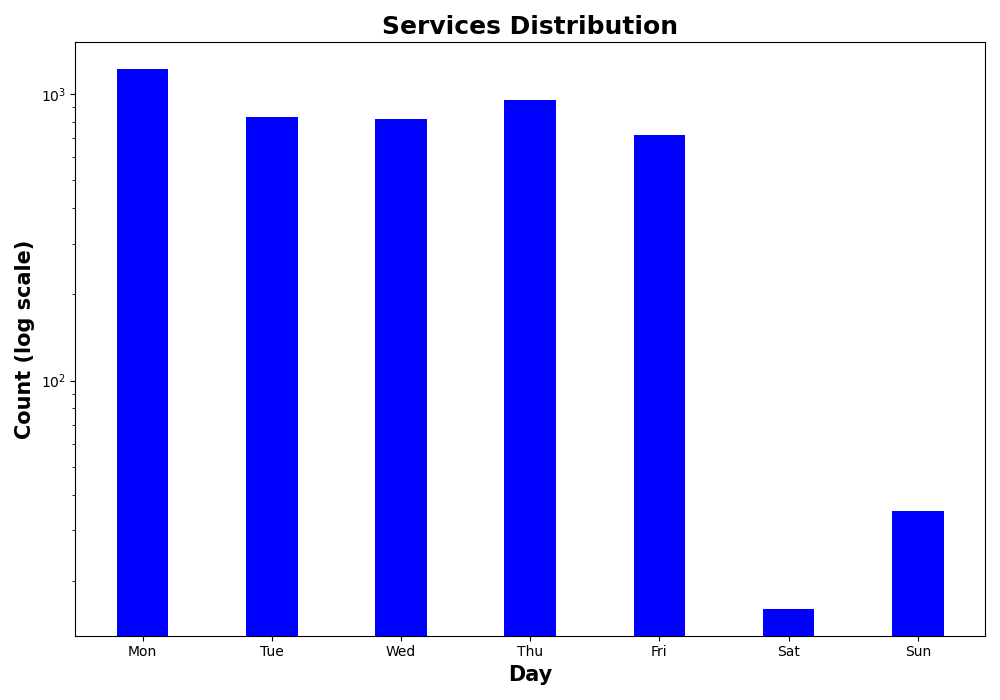 Services Distribution
Count (log scale)
10³
10²
Mon Tue Wed Thu Fri Sat Sun
Day